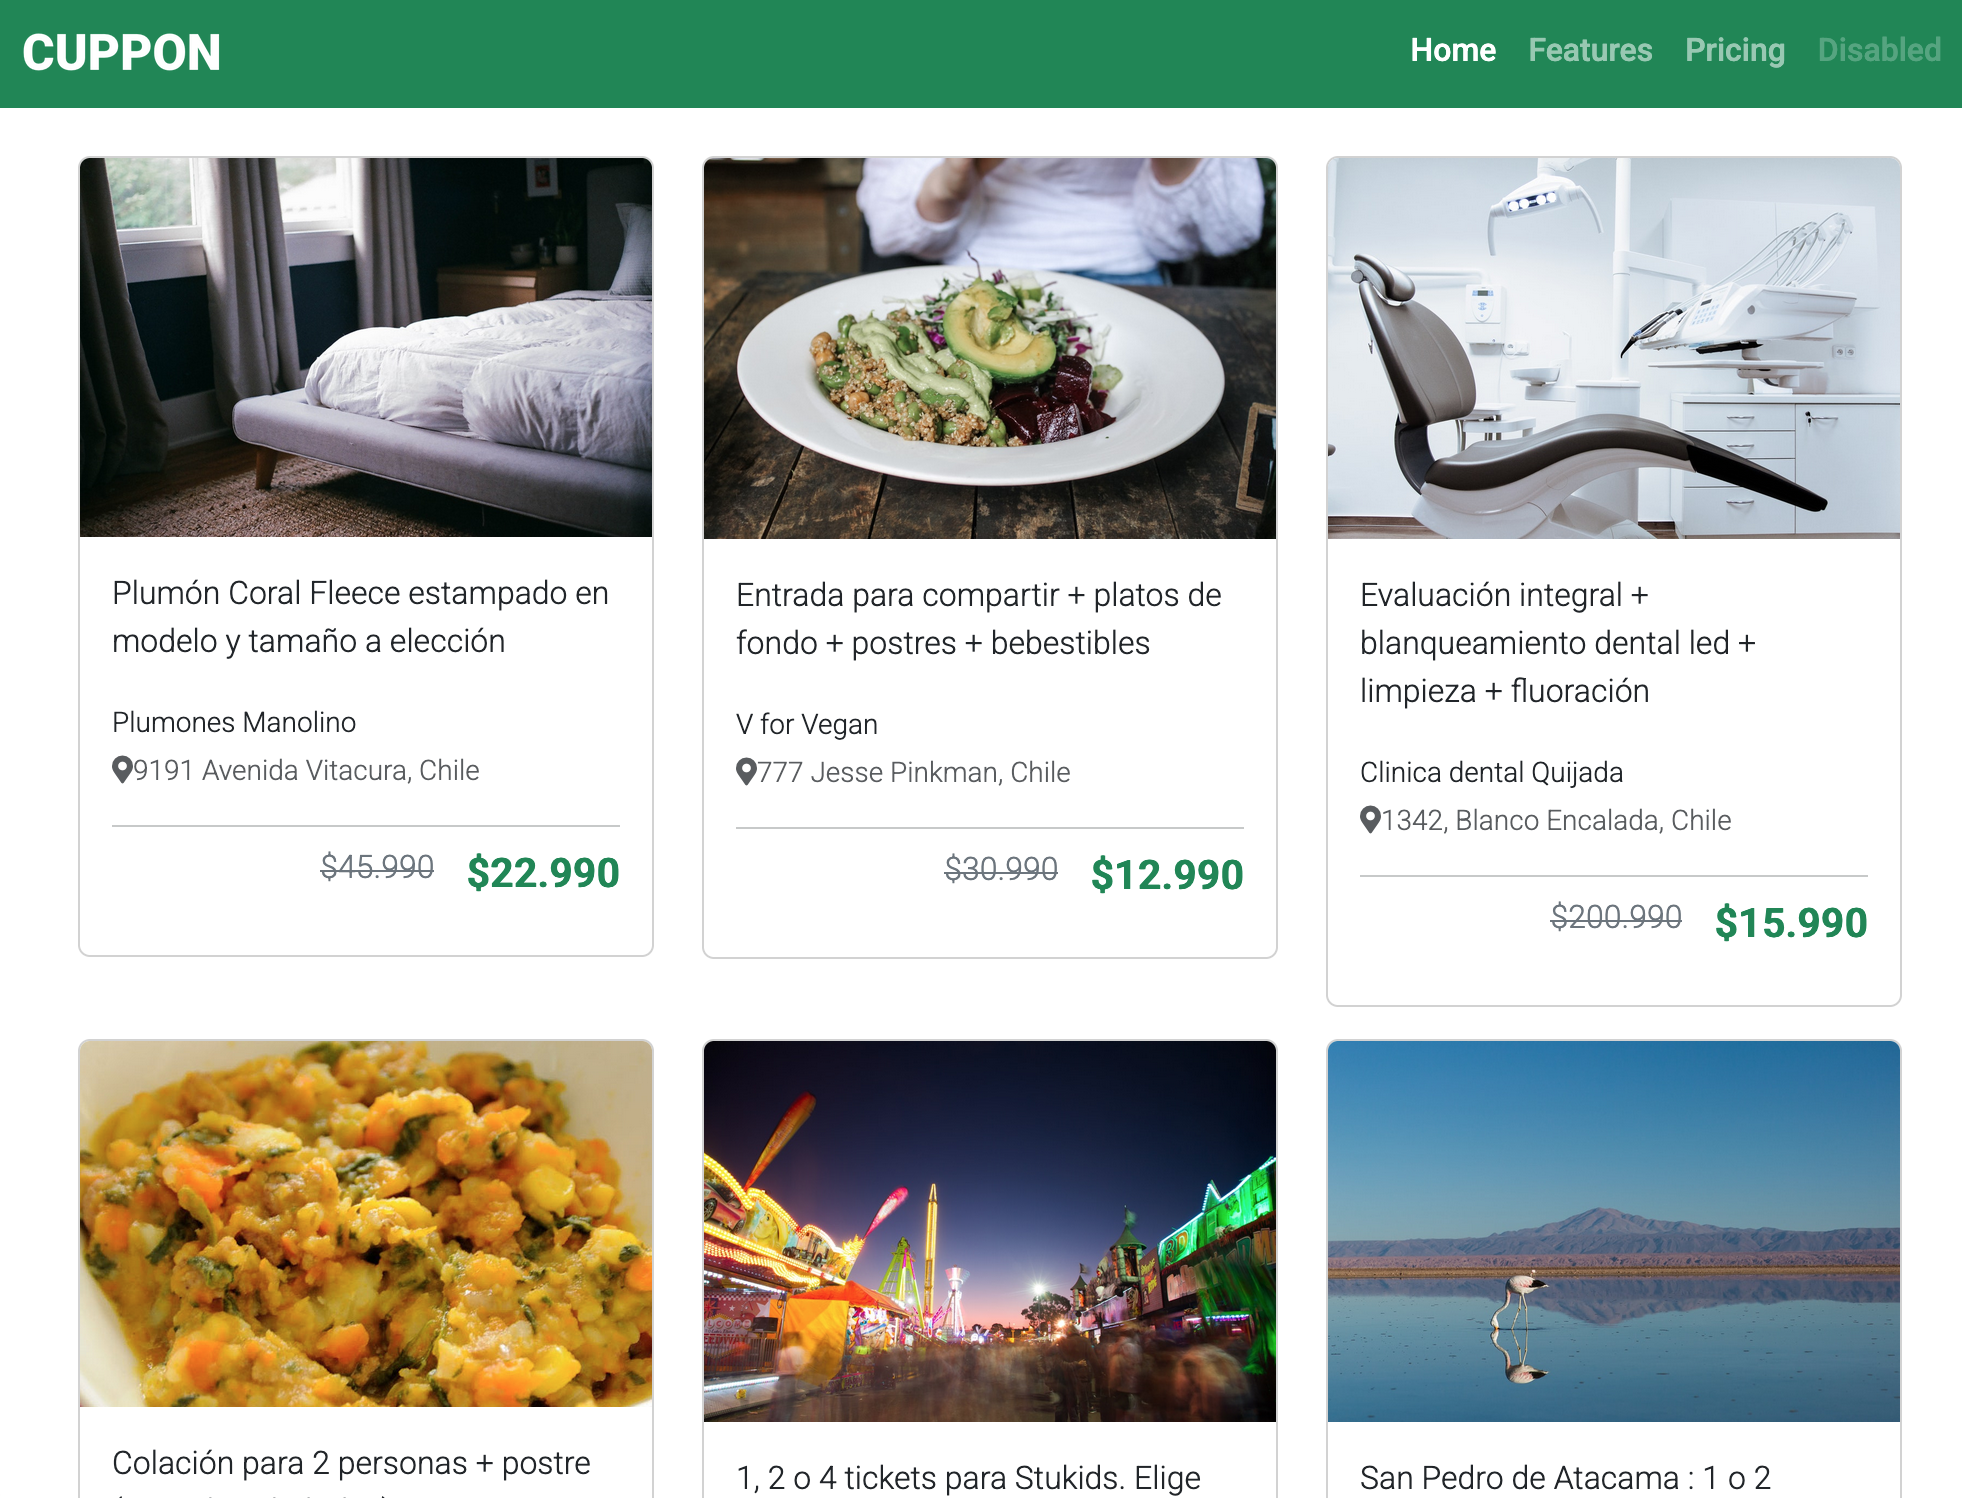 CUPPON
Home Features Pricing Disabled
Plumón Coral Fleece estampado en
modelo y tamaño a elección
Plumones Manolino
9191 Avenida Vitacura, Chile
$45.990 $22.990
Entrada para compartir + platos de
fondo + postres + bebestibles
V for Vegan
777 Jesse Pinkman, Chile
$30.990 $12.990
Evaluación integral +
blanqueamiento dental led +
limpieza + fluoración
Clinica dental Quijada
1342, Blanco Encalada, Chile
$200.990 $15.990
Colación para 2 personas + postre
1, 2 o 4 tickets para Stukids. Elige
San Pedro de Atacama : 1 o 2